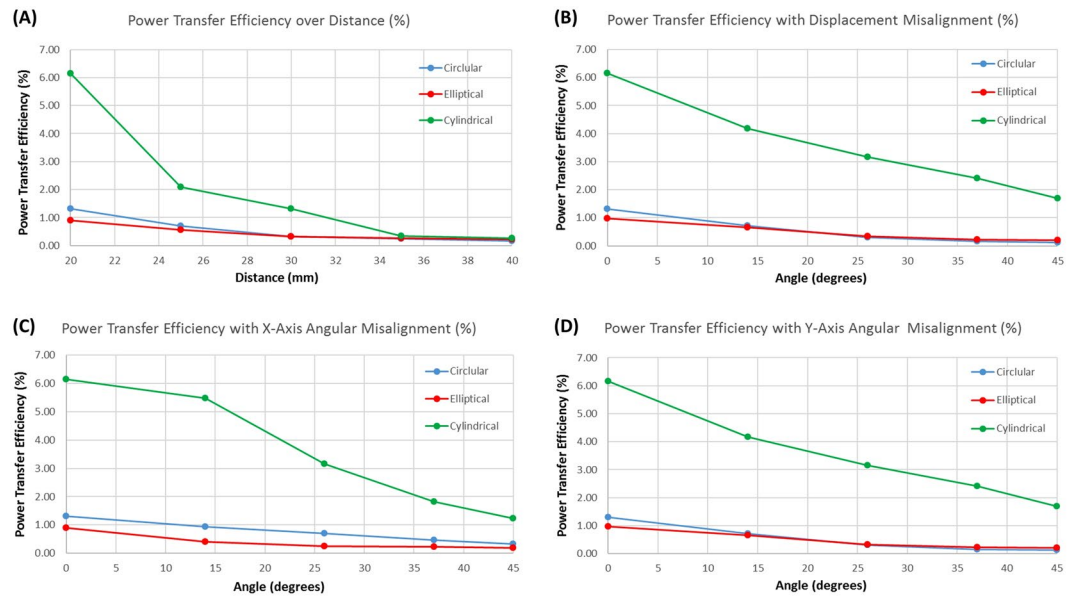 (A)
Power Transfer Efficiency over Distance (%)
Power Transfer Efficiency (%)
7.00
6.00
5.00
4.00
3.00
2.00
1.00
0.00
20 22 24 26 28 30 32 34 36 38 40
Distance (mm)
Circlular
Elliptical
Cylindrical
(B)
Power Transfer Efficiency with Displacement Misalignment (%)
Power Transfer Efficiency (%)
7.00
6.00
5.00
4.00
3.00
2.00
1.00
0.00
0 5 10 15 20 25 30 35 40 45
Angle (degrees)
Circlular
Elliptical
Cylindrical
(C)
Power Transfer Efficiency with X-Axis Angular Misalignment (%)
Power Transfer Efficiency (%)
7.00
6.00
5.00
4.00
3.00
2.00
1.00
0.00
0 5 10 15 20 25 30 35 40 45
Angle (degrees)
Circlular
Elliptical
Cylindrical
(D)
Power Transfer Efficiency with Y-Axis Angular Misalignment (%)
Power Transfer Efficiency (%)
7.00
6.00
5.00
4.00
3.00
2.00
1.00
0.00
0 5 10 15 20 25 30 35 40 45
Angle (degrees)
Circlular
Elliptical
Cylindrical